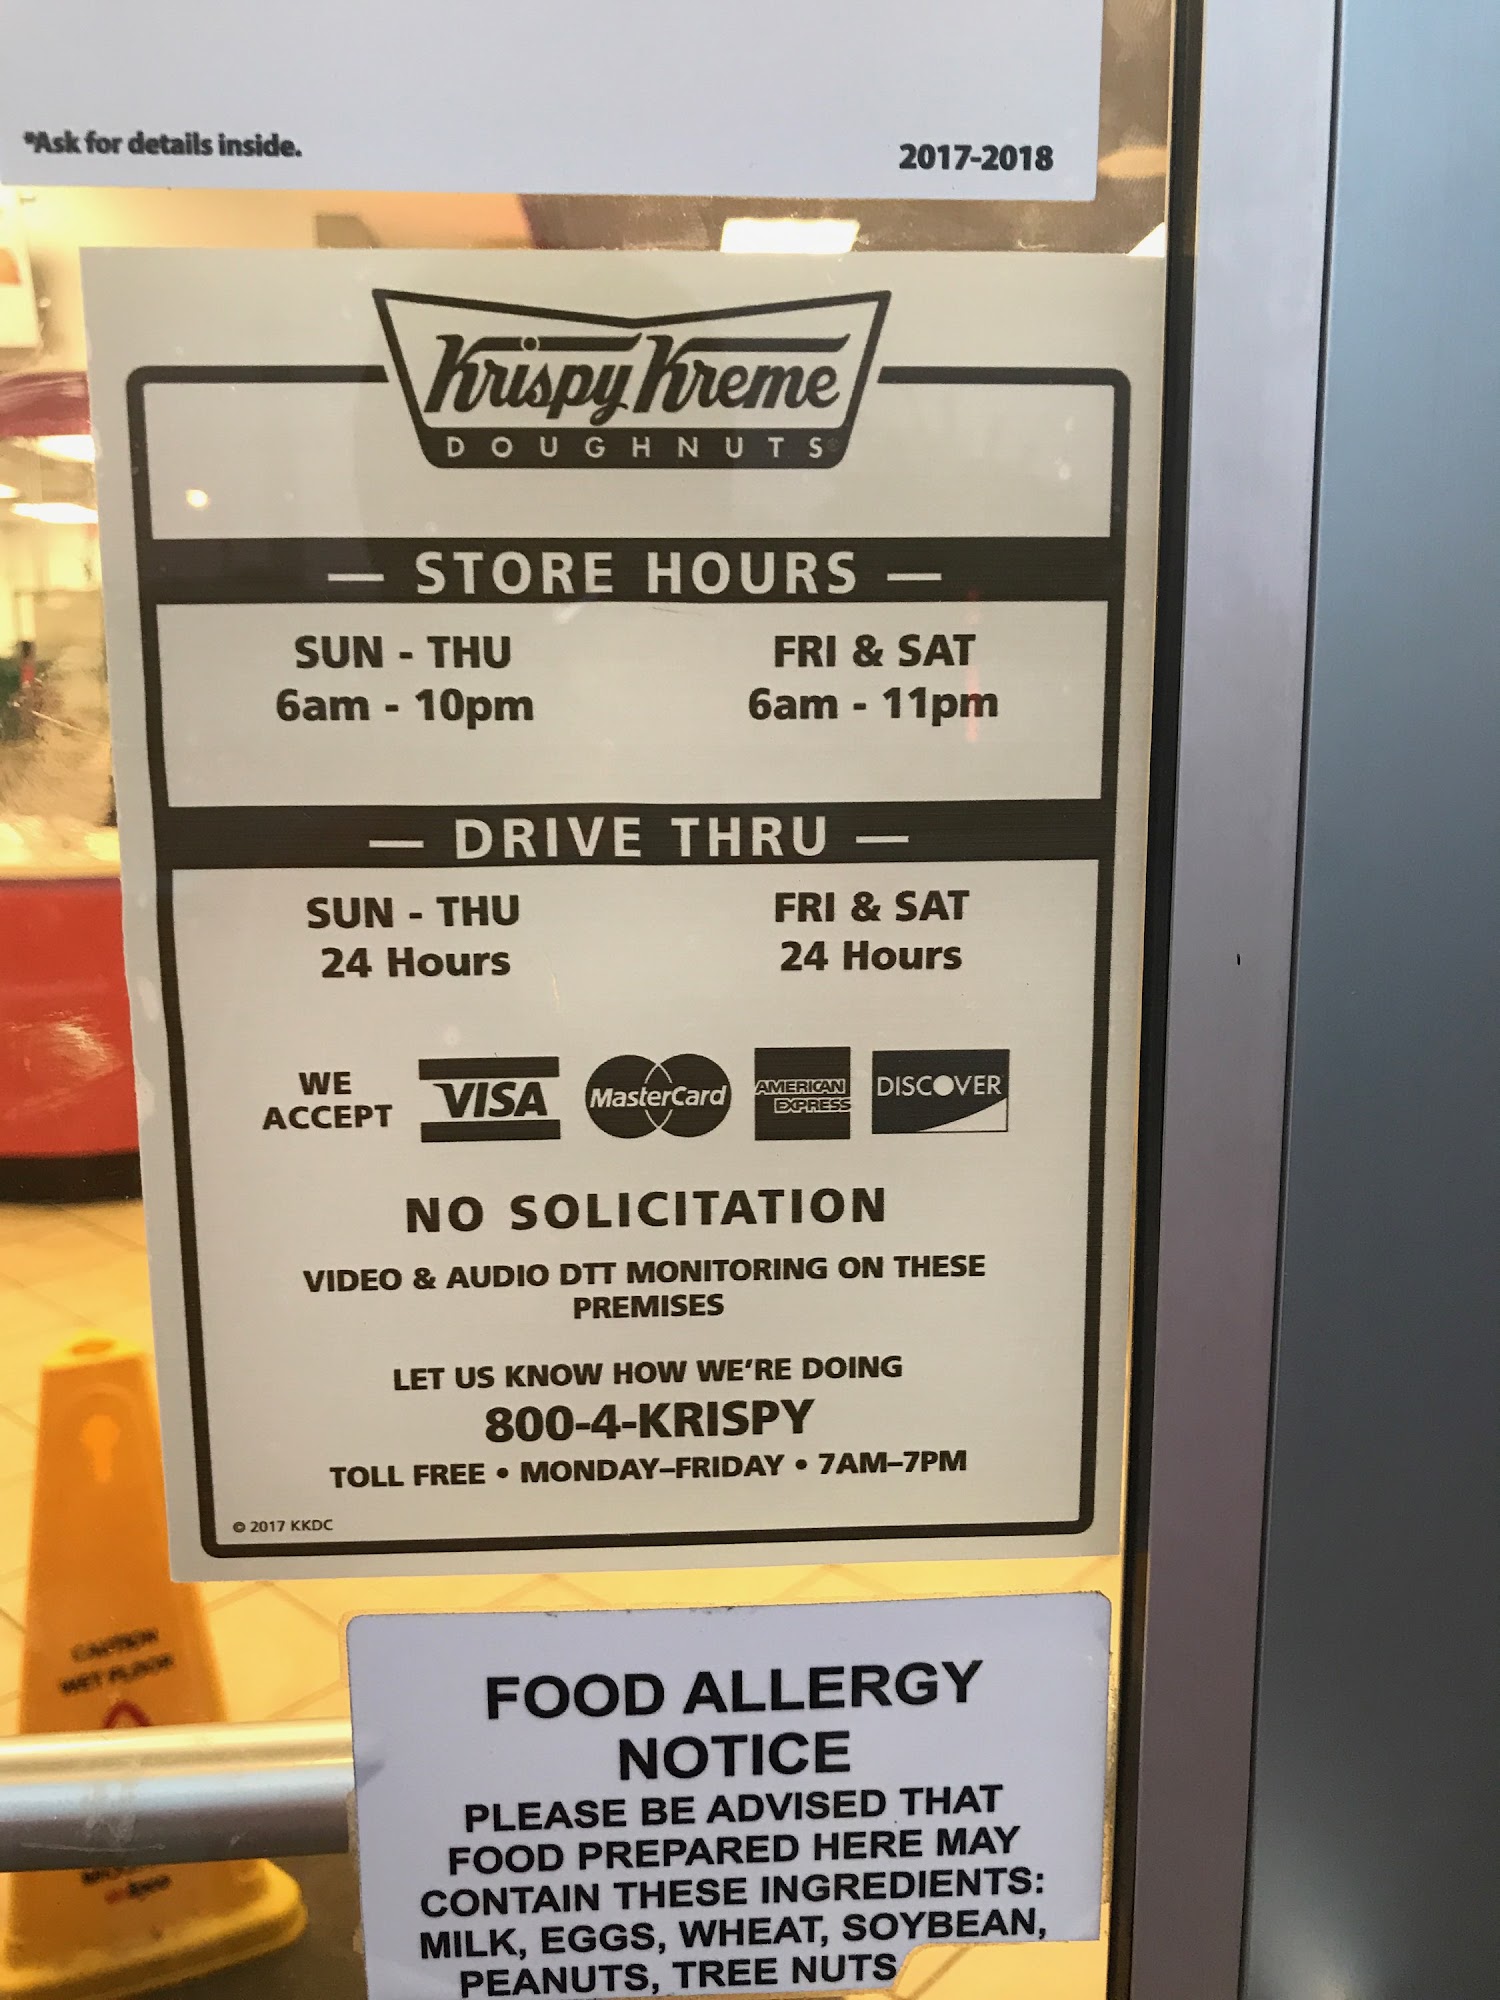 *Ask for details inside.
2017-2018
Krispy Kreme
DOUGHNUTS
— STORE HOURS —
SUN - THU
6am - 10pm
FRI & SAT
6am - 11pm
— DRIVE THRU —
SUN - THU
24 Hours
FRI & SAT
24 Hours
WE
ACCEPT
VISA
MasterCard
AMERICAN
EXPRESS
DISCOVER
NO SOLICITATION
VIDEO & AUDIO DTT MONITORING ON THESE
PREMISES
LET US KNOW HOW WE'RE DOING
800-4-KRISPY
TOLL FREE • MONDAY–FRIDAY • 7AM–7PM
© 2017 KKDC
CAUTION
WET FLOOR
FOOD ALLERGY
NOTICE
PLEASE BE ADVISED THAT
FOOD PREPARED HERE MAY
CONTAIN THESE INGREDIENTS:
MILK, EGGS, WHEAT, SOYBEAN,
PEANUTS, TREE NUTS